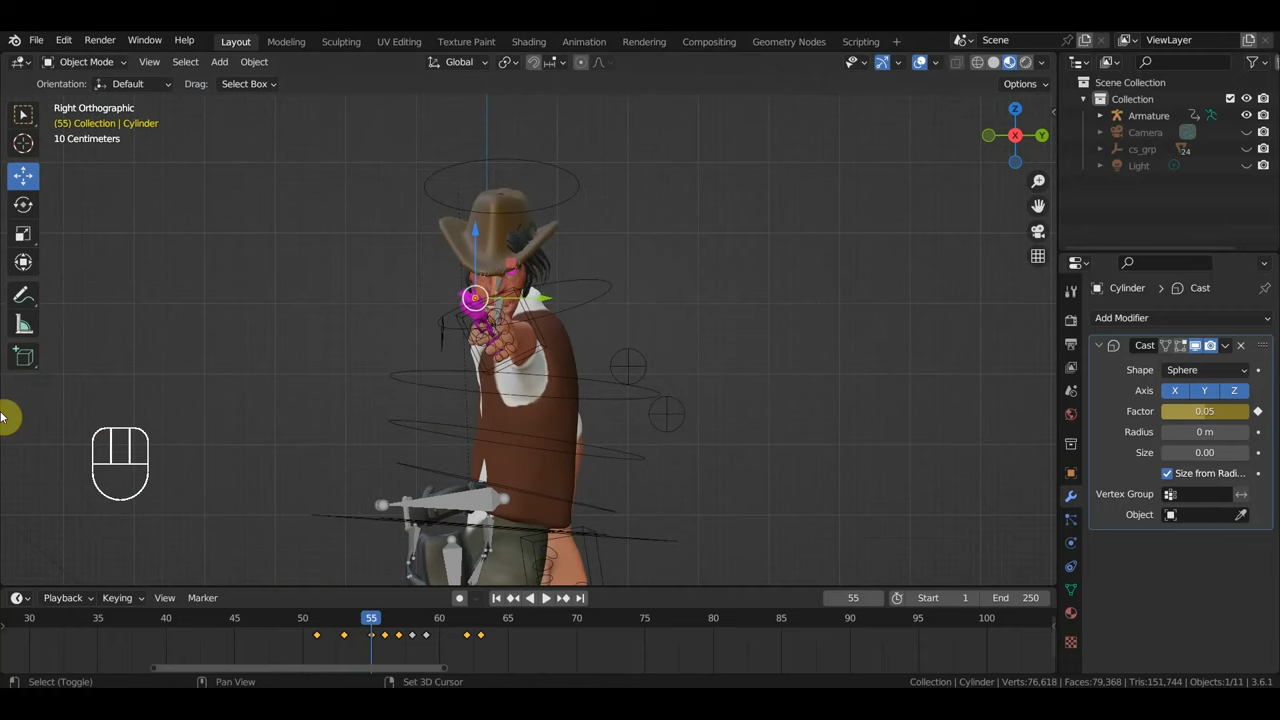 File Edit Render Window Help Layout Modeling Sculpting UV Editing Texture Paint Shading Animation Rendering Compositing Geometry Nodes Scripting + Scene ViewLayer
Object Mode View Select Add Object Global Options
Orientation: Default Drag: Select Box
Right Orthographic
(55) Collection | Cylinder
10 Centimeters
Z
X
Y
Scene Collection
Collection
Armature
Camera
cs_grp 24
Light
Cylinder > Cast
Add Modifier
Cast
Shape Sphere
Axis X Y Z
Factor 0.05
Radius 0 m
Size 0.00
Size from Radi...
Vertex Group
Object
Playback Keying View Marker 55 Start 1 End 250
30 50 55 60 65 70 75 80 85 90 95 100
Select (Toggle) Pan View Set 3D Cursor Collection | Cylinder | Verts:76,618 | Faces:79,368 | Tris:151,744 | Objects:1/11 | 3.6.1